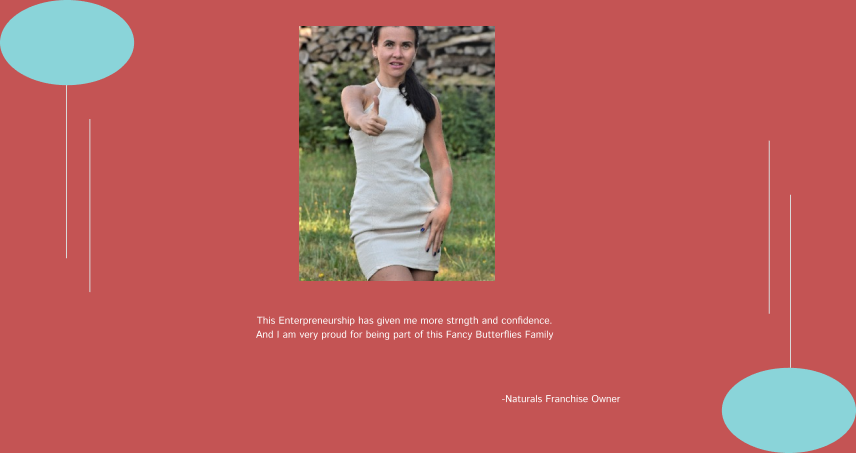 This Enterpreneurship has given me more strngth and confidence.
And I am very proud for being part of this Fancy Butterflies Family
-Naturals Franchise Owner